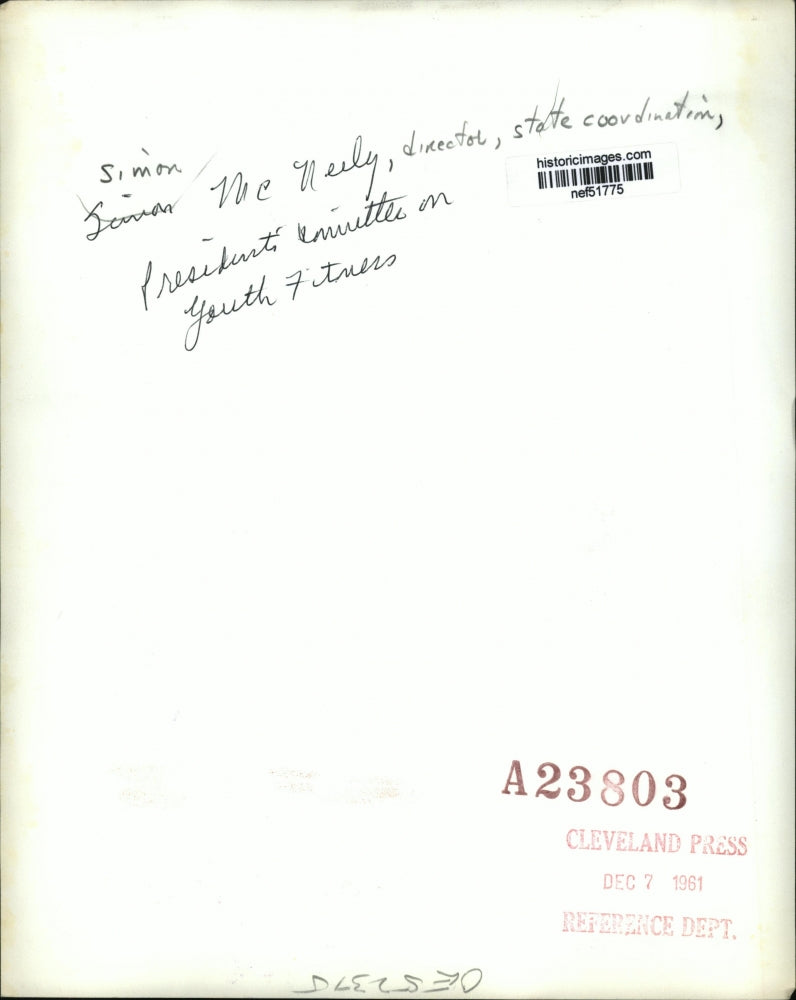 simon
Simon Mc Neely, director, state coordination,
Presidents' Committee on
Youth Fitness
historicimages.com
nef51775
A23803
CLEVELAND PRESS
DEC 7 1961
REFERENCE DEPT.